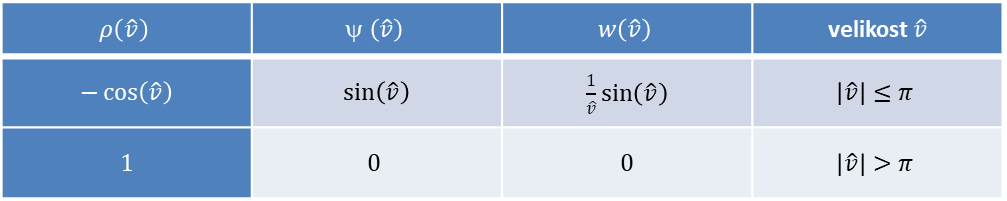 ρ(v̂) ψ (v̂) w(v̂) velikost v̂
− cos(v̂) sin(v̂) 1/v̂ sin(v̂) |v̂| ≤ π
1 0 0 |v̂| > π